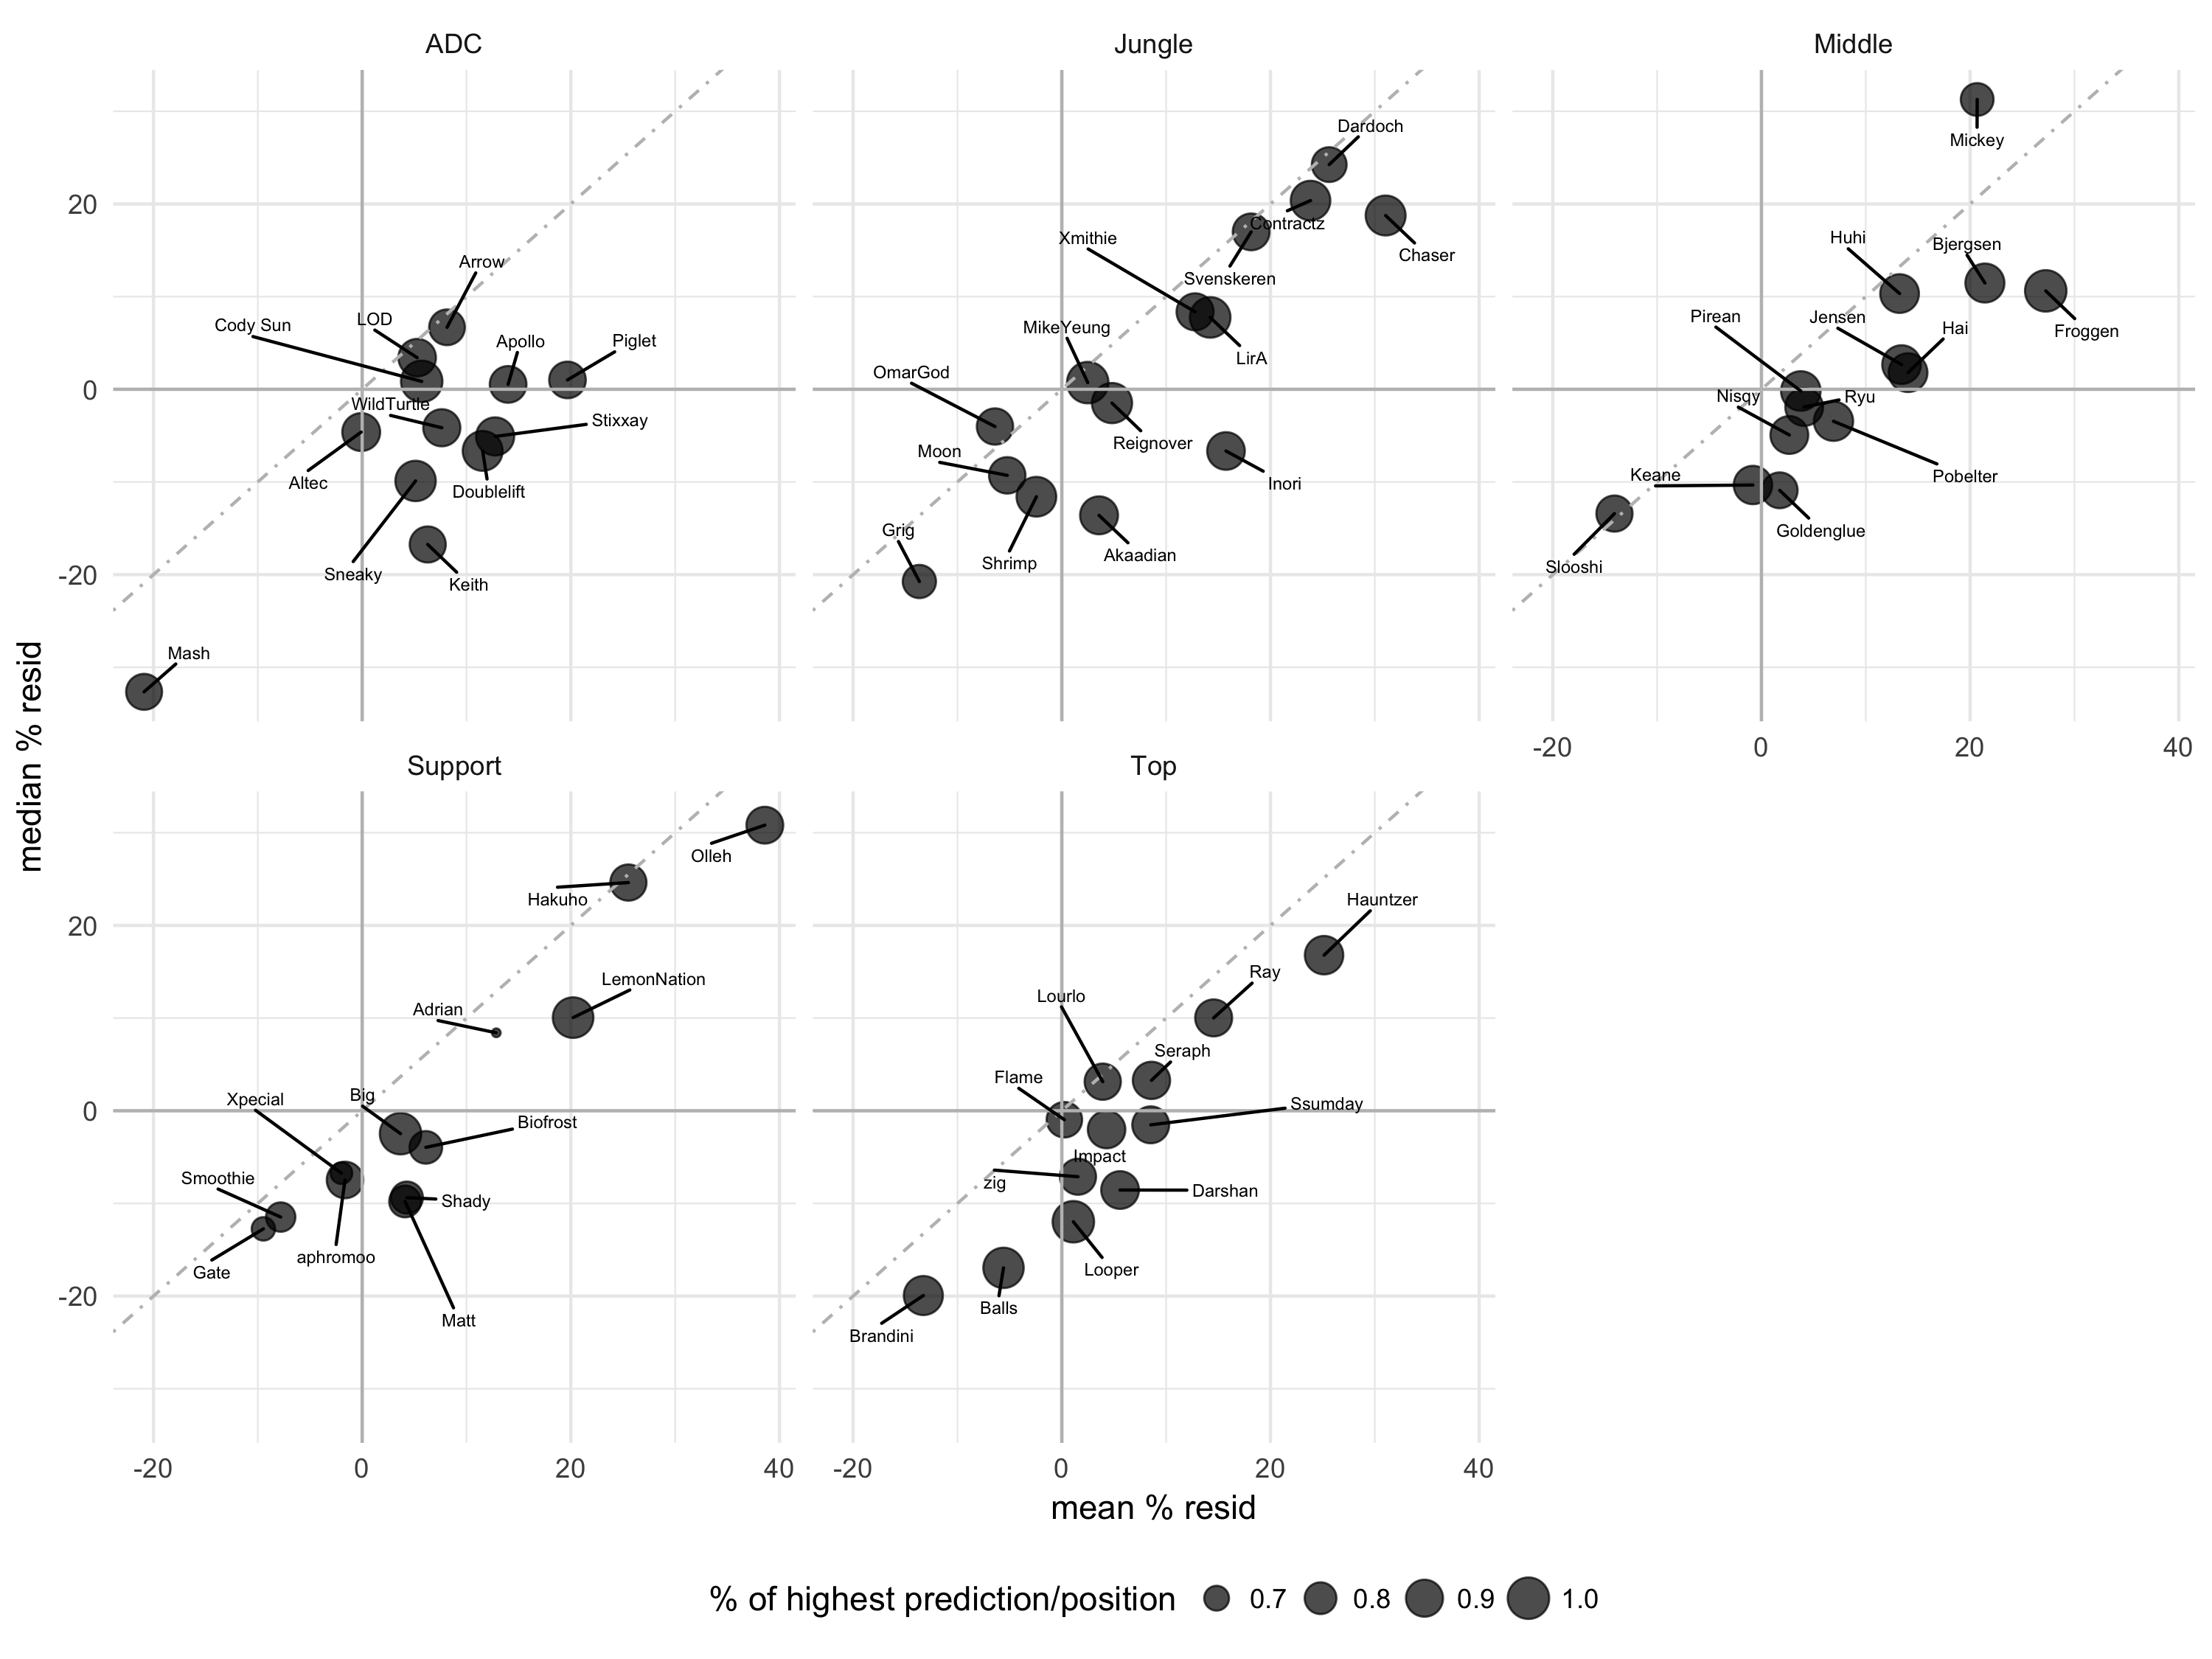 ADC
Jungle
Middle
median % resid
20
0
-20
Arrow
LOD
Cody Sun
Apollo
Piglet
WildTurtle
Stixxay
Altec
Doublelift
Sneaky
Keith
Mash
Dardoch
Contractz
Chaser
Xmithie
Svenskeren
MikeYeung
LirA
OmarGod
Reignover
Moon
Inori
Grig
Shrimp
Akaadian
Mickey
Huhi
Bjergsen
Pirean
Jensen
Hai
Froggen
Nisqy
Ryu
Keane
Pobelter
Goldenglue
Slooshi
-20 0 20 40
Support
Top
20
0
-20
Olleh
Hakuho
LemonNation
Adrian
Big
Xpecial
Biofrost
Smoothie
Shady
aphromoo
Gate
Matt
Hauntzer
Ray
Lourlo
Seraph
Flame
Ssumday
Impact
zig
Darshan
Looper
Balls
Brandini
-20 0 20 40
-20 0 20 40
mean % resid
% of highest prediction/position 0.7 0.8 0.9 1.0